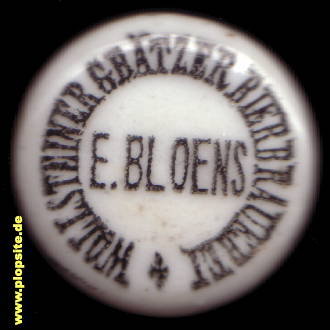 WOLLSTEINER GRÄTZER BIERBRAUEREI
E. BLOENS
www.plopsite.de